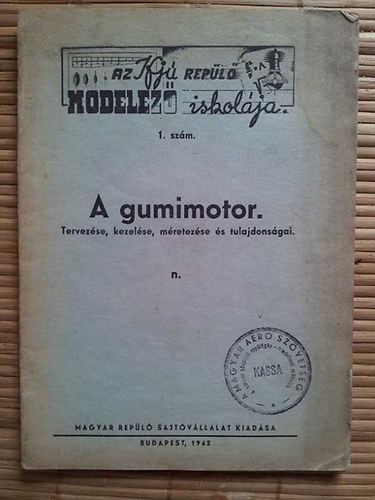 AZ Ifjú REPÜLŐ
MODELEZŐ iskolája.
1. szám.
A gumimotor.
Tervezése, kezelése, méretezése és tulajdonságai.
n.
A MAGYAR AERO SZÖVETSÉG
KASSA
MAGYAR REPÜLŐ SAJTÓVÁLLALAT KIADÁSA
BUDAPEST, 1942